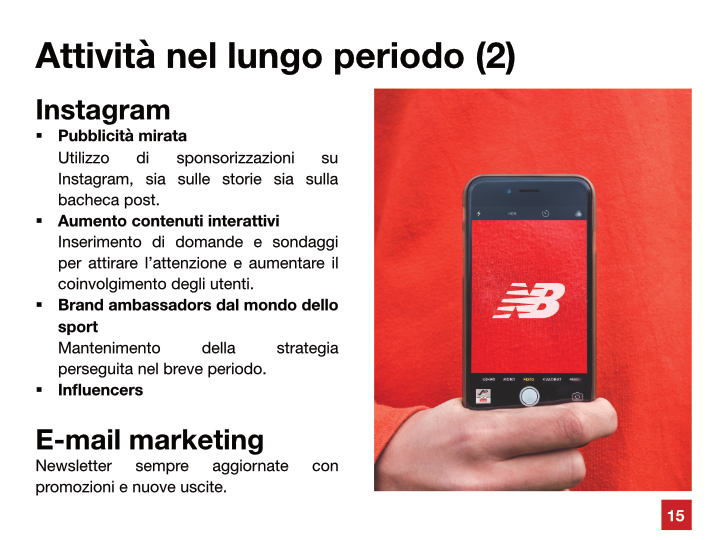 Attività nel lungo periodo (2)
Instagram
▪ Pubblicità mirata
Utilizzo di sponsorizzazioni su
Instagram, sia sulle storie sia sulla
bacheca post.
▪ Aumento contenuti interattivi
Inserimento di domande e sondaggi
per attirare l’attenzione e aumentare il
coinvolgimento degli utenti.
▪ Brand ambassadors dal mondo dello
sport
Mantenimento della strategia
perseguita nel breve periodo.
▪ Influencers
E-mail marketing
Newsletter sempre aggiornate con
promozioni e nuove uscite.
NB
15